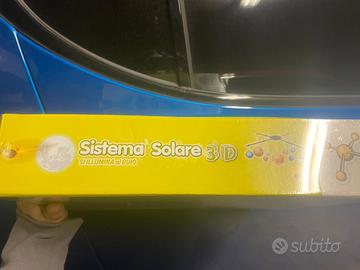 Sistema Solare 3D
SI ILLUMINA al BUIO
subito